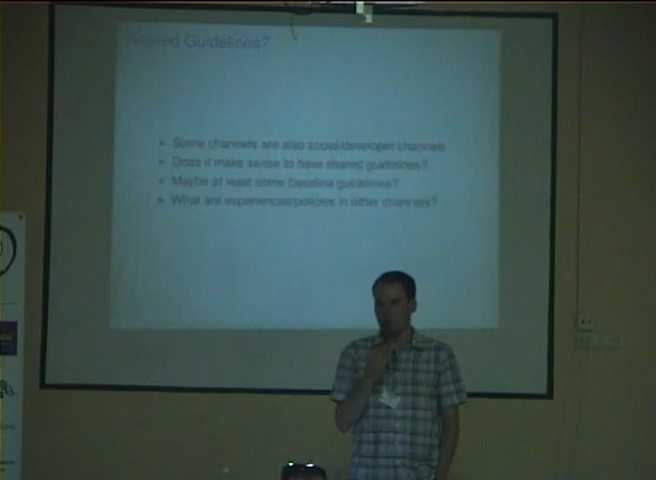 Shared Guidelines?
Some channels are also social/developer channels
Does it make sense to have shared guidelines?
Maybe at least some baseline guidelines?
What are experiences/policies in other channels?